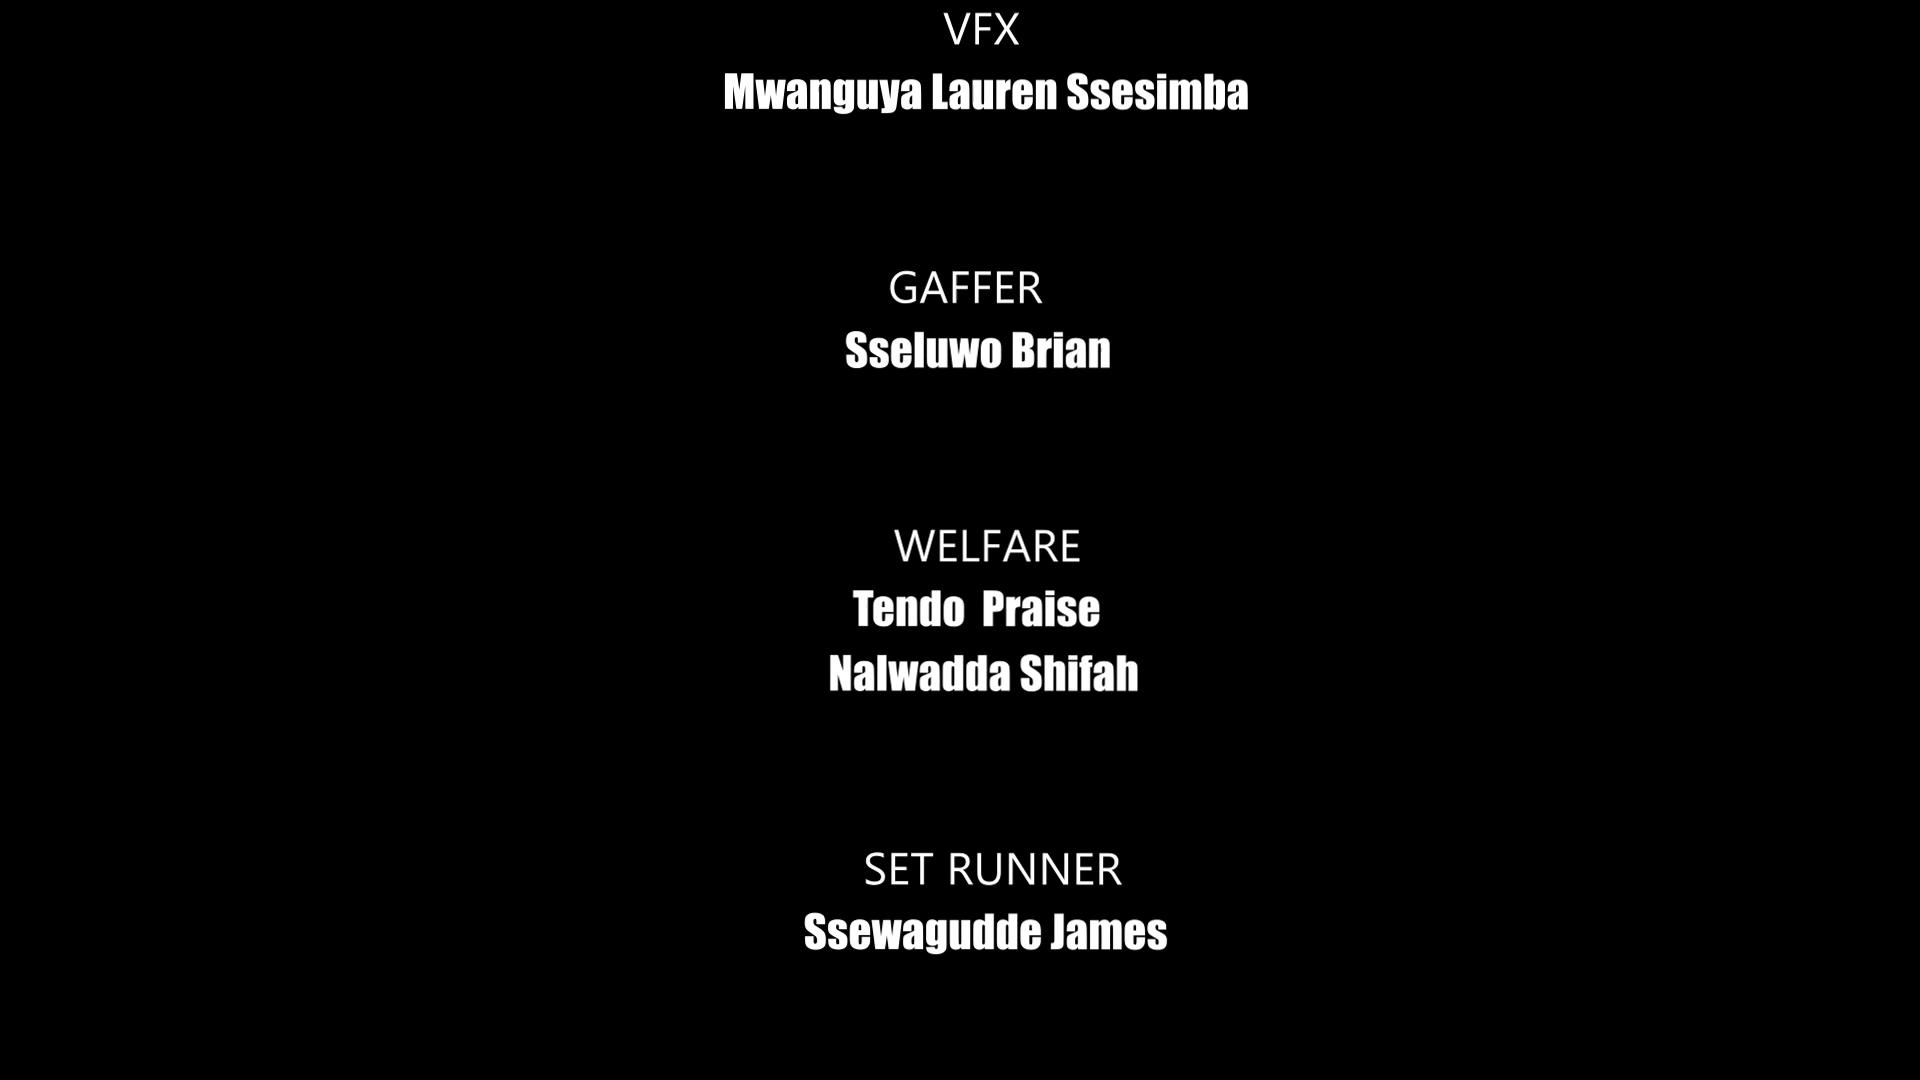 VFX
Mwanguya Lauren Ssesimba
GAFFER
Sseluwo Brian
WELFARE
Tendo  Praise
Nalwadda Shifah
SET RUNNER
Ssewagudde James